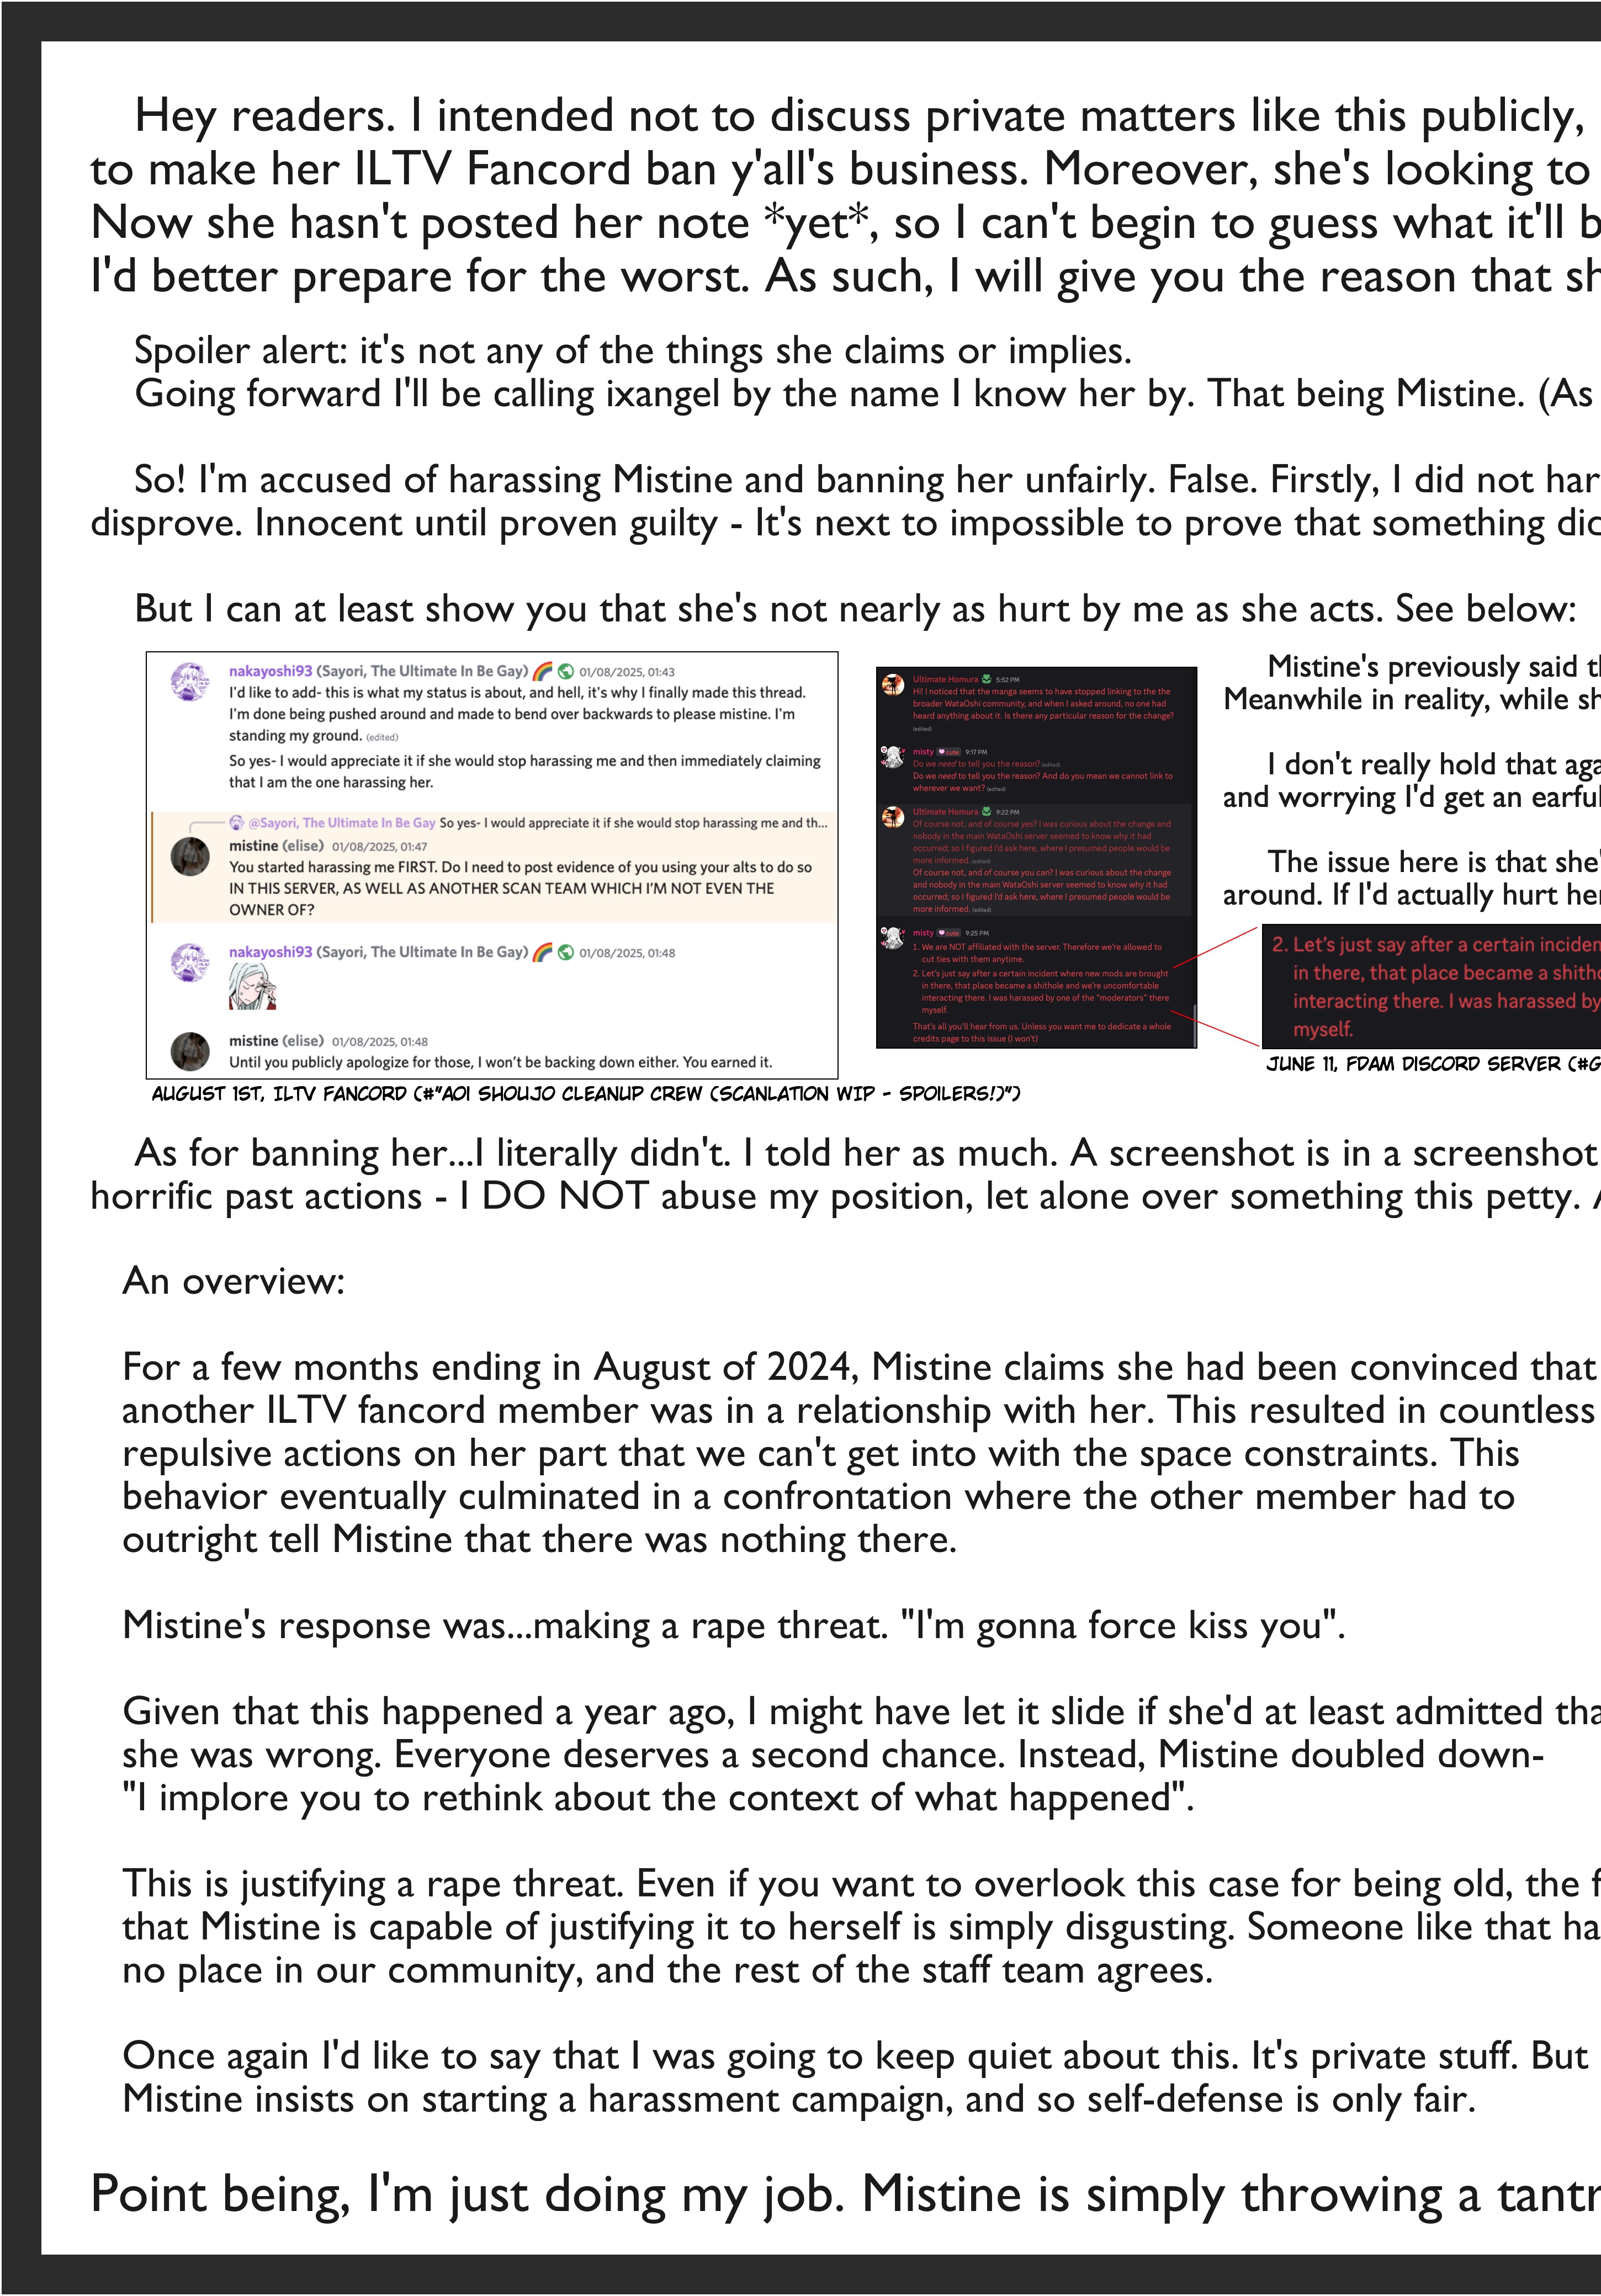 Hey readers. I intended not to discuss private matters like this publicly,
to make her ILTV Fancord ban y'all's business. Moreover, she's looking to
Now she hasn't posted her note *yet*, so I can't begin to guess what it'll b
I'd better prepare for the worst. As such, I will give you the reason that sh
Spoiler alert: it's not any of the things she claims or implies.
Going forward I'll be calling ixangel by the name I know her by. That being Mistine. (As
So! I'm accused of harassing Mistine and banning her unfairly. False. Firstly, I did not har
disprove. Innocent until proven guilty - It's next to impossible to prove that something did
But I can at least show you that she's not nearly as hurt by me as she acts. See below:
nakayoshi93 (Sayori, The Ultimate In Be Gay) 01/08/2025, 01:43
I'd like to add- this is what my status is about, and hell, it's why I finally made this thread.
I'm done being pushed around and made to bend over backwards to please mistine. I'm
standing my ground. (edited)
So yes- I would appreciate it if she would stop harassing me and then immediately claiming
that I am the one harassing her.
@Sayori, The Ultimate In Be Gay So yes- I would appreciate it if she would stop harassing me and th...
mistine (elise) 01/08/2025, 01:47
You started harassing me FIRST. Do I need to post evidence of you using your alts to do so
IN THIS SERVER, AS WELL AS ANOTHER SCAN TEAM WHICH I'M NOT EVEN THE
OWNER OF?
nakayoshi93 (Sayori, The Ultimate In Be Gay) 01/08/2025, 01:48
mistine (elise) 01/08/2025, 01:48
Until you publicly apologize for those, I won't be backing down either. You earned it.
AUGUST 1ST, ILTV FANCORD (#"AOI SHOUJO CLEANUP CREW (SCANLATION WIP - SPOILERS!)")
Ultimate Homura 5:52 PM
Hi! I noticed that the manga seems to have stopped linking to the the
broader WataOshi community, and when I asked around, no one had
heard anything about it. Is there any particular reason for the change?
(edited)
misty cute 9:17 PM
Do we need to tell you the reason? (edited)
Do we need to tell you the reason? And do you mean we cannot link to
wherever we want? (edited)
Ultimate Homura 9:22 PM
Of course not, and of course yes? I was curious about the change and
nobody in the main WataOshi server seemed to know why it had
occurred; so I figured I'd ask here, where I presumed people would be
more informed. (edited)
Of course not, and of course you can? I was curious about the change
and nobody in the main WataOshi server seemed to know why it had
occurred; so I figured I'd ask here, where I presumed people would be
more informed. (edited)
misty cute 9:25 PM
1. We are NOT affiliated with the server. Therefore we're allowed to
cut ties with them anytime.
2. Let's just say after a certain incident where new mods are brought
in there, that place became a shithole and we're uncomfortable
interacting there. I was harassed by one of the "moderators" there
myself.
That's all you'll hear from us. Unless you want me to dedicate a whole
credits page to this issue (I won't)
Mistine's previously said th
Meanwhile in reality, while sh
I don't really hold that aga
and worrying I'd get an earful
The issue here is that she'
around. If I'd actually hurt her
2. Let's just say after a certain inciden
in there, that place became a shitho
interacting there. I was harassed by
myself.
JUNE 11, FDAM DISCORD SERVER (#G
As for banning her...I literally didn't. I told her as much. A screenshot is in a screenshot
horrific past actions - I DO NOT abuse my position, let alone over something this petty. A
An overview:
For a few months ending in August of 2024, Mistine claims she had been convinced that
another ILTV fancord member was in a relationship with her. This resulted in countless
repulsive actions on her part that we can't get into with the space constraints. This
behavior eventually culminated in a confrontation where the other member had to
outright tell Mistine that there was nothing there.
Mistine's response was...making a rape threat. "I'm gonna force kiss you".
Given that this happened a year ago, I might have let it slide if she'd at least admitted tha
she was wrong. Everyone deserves a second chance. Instead, Mistine doubled down-
"I implore you to rethink about the context of what happened".
This is justifying a rape threat. Even if you want to overlook this case for being old, the f
that Mistine is capable of justifying it to herself is simply disgusting. Someone like that ha
no place in our community, and the rest of the staff team agrees.
Once again I'd like to say that I was going to keep quiet about this. It's private stuff. But
Mistine insists on starting a harassment campaign, and so self-defense is only fair.
Point being, I'm just doing my job. Mistine is simply throwing a tantr